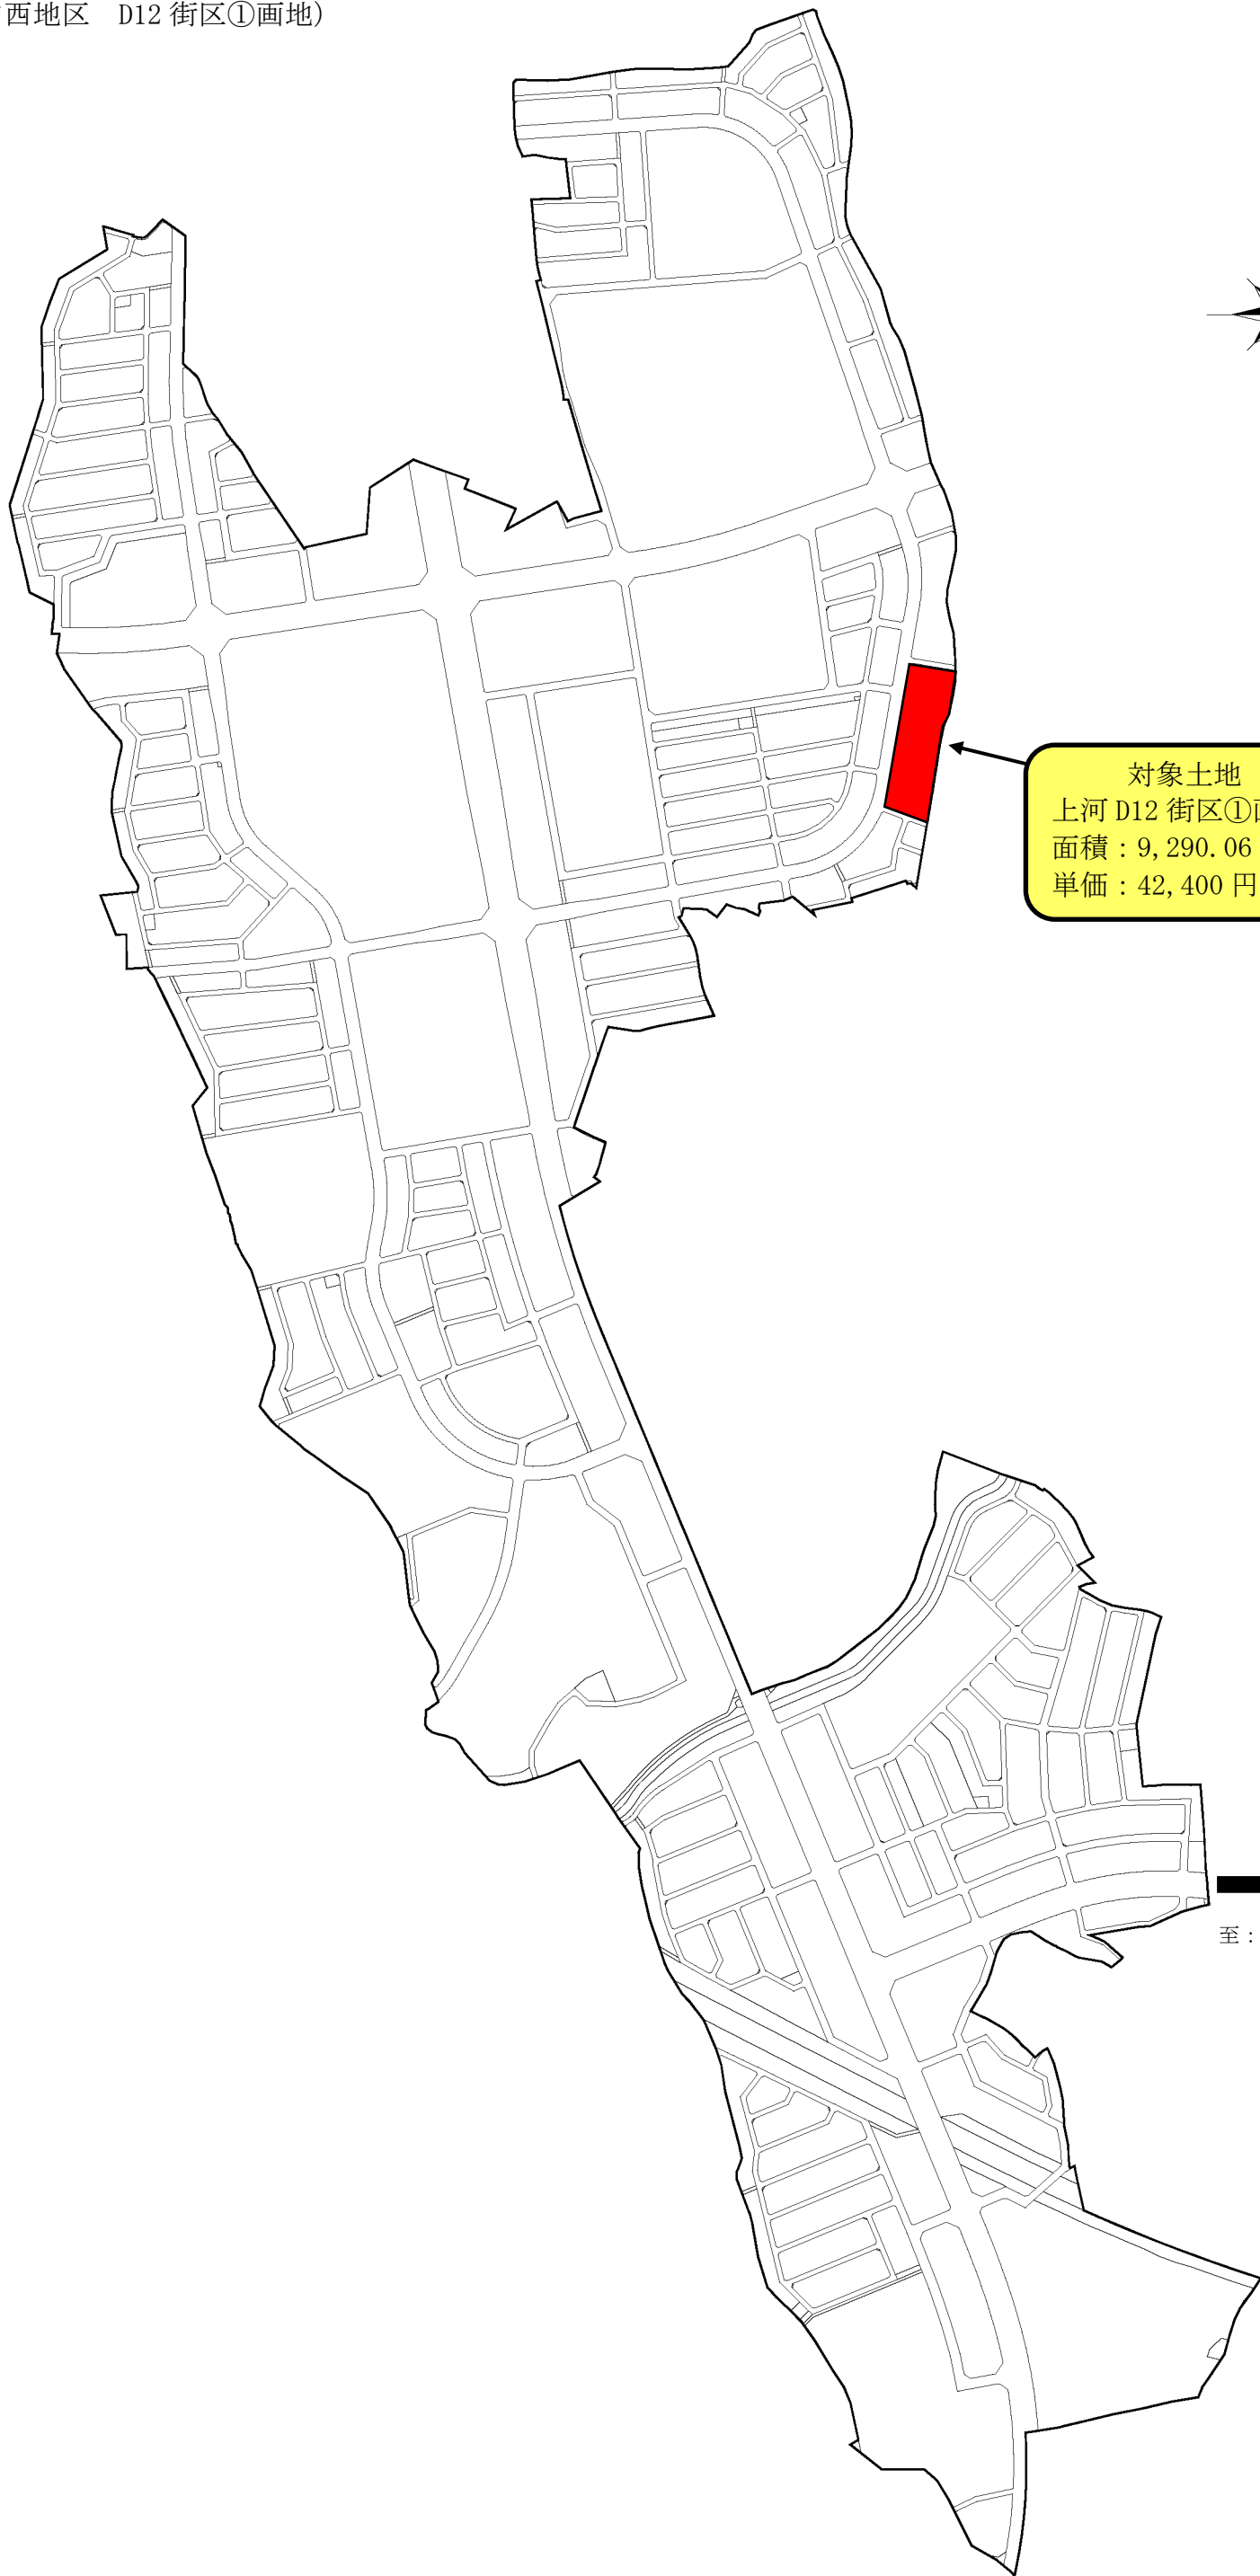 西地区　D12 街区①画地）
対象土地
上河 D12 街区①
面積：9,290.06
単価：42,400 円
至：